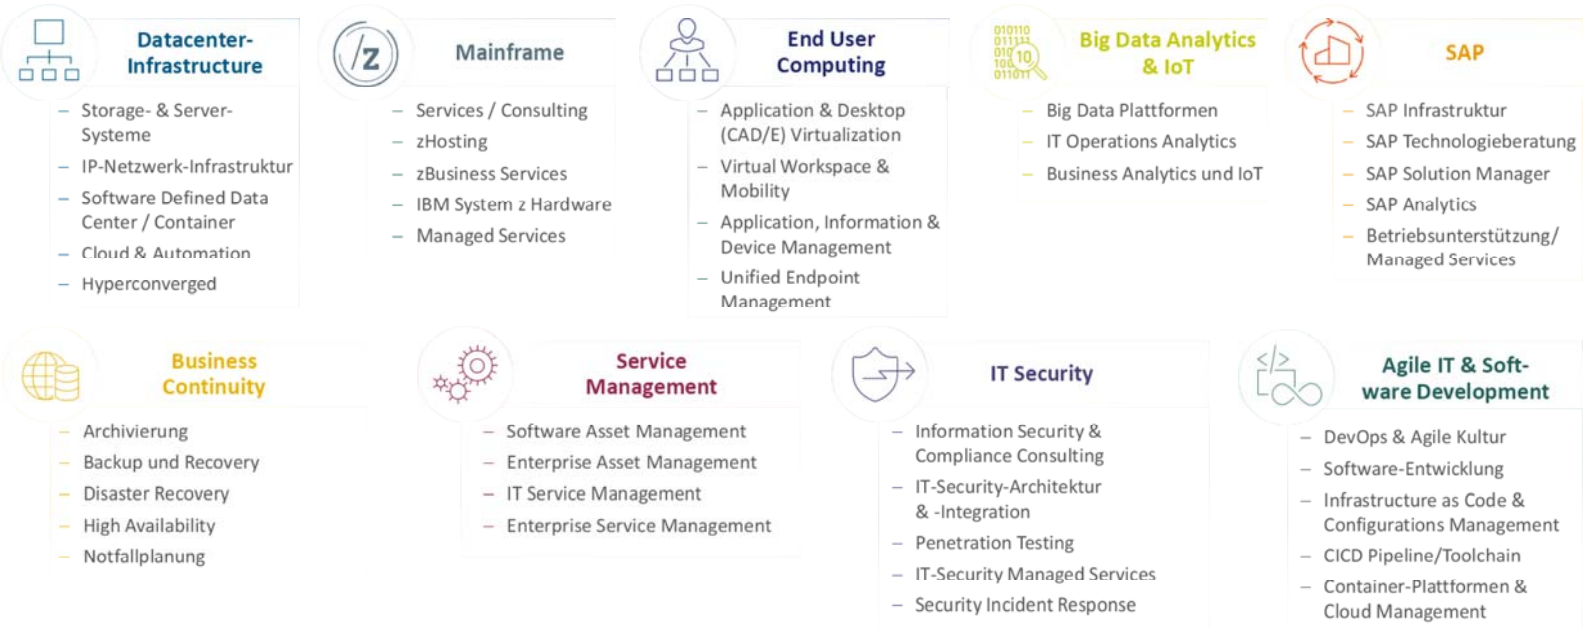 Datacenter-
Infrastructure
– Storage- & Server-
Systeme
– IP-Netzwerk-Infrastruktur
– Software Defined Data
Center / Container
– Cloud & Automation
– Hyperconverged
/z
Mainframe
– Services / Consulting
– zHosting
– zBusiness Services
– IBM System z Hardware
– Managed Services
End User
Computing
– Application & Desktop
(CAD/E) Virtualization
– Virtual Workspace &
Mobility
– Application, Information &
Device Management
– Unified Endpoint
Management
010110
011111
010
10
100
011011
Big Data Analytics
& IoT
– Big Data Plattformen
– IT Operations Analytics
– Business Analytics und IoT
SAP
– SAP Infrastruktur
– SAP Technologieberatung
– SAP Solution Manager
– SAP Analytics
– Betriebsunterstützung/
Managed Services
Business
Continuity
– Archivierung
– Backup und Recovery
– Disaster Recovery
– High Availability
– Notfallplanung
Service
Management
– Software Asset Management
– Enterprise Asset Management
– IT Service Management
– Enterprise Service Management
IT Security
– Information Security &
Compliance Consulting
– IT-Security-Architektur
& -Integration
– Penetration Testing
– IT-Security Managed Services
– Security Incident Response
</>
Agile IT & Soft-
ware Development
– DevOps & Agile Kultur
– Software-Entwicklung
– Infrastructure as Code &
Configurations Management
– CICD Pipeline/Toolchain
– Container-Plattformen &
Cloud Management